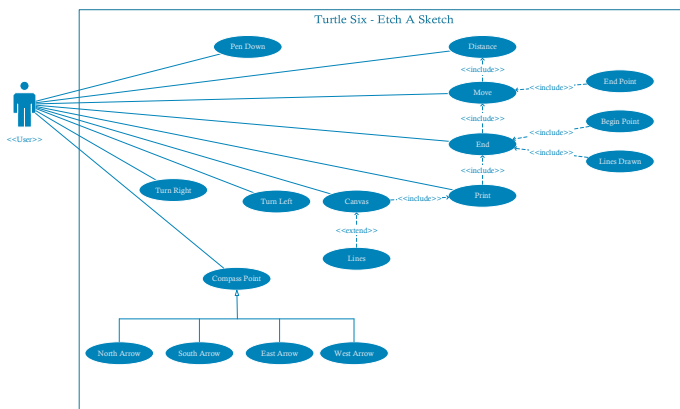 Turtle Six - Etch A Sketch
Pen Down
Distance
<<include>>
End Point
<<include>>
Move
<<include>>
Begin Point
<<include>>
<<User>>
End
<<include>>
Lines Drawn
<<include>>
Turn Right
Turn Left
Canvas
<<include>>
Print
<<extend>>
Lines
Compass Point
North Arrow
South Arrow
East Arrow
West Arrow